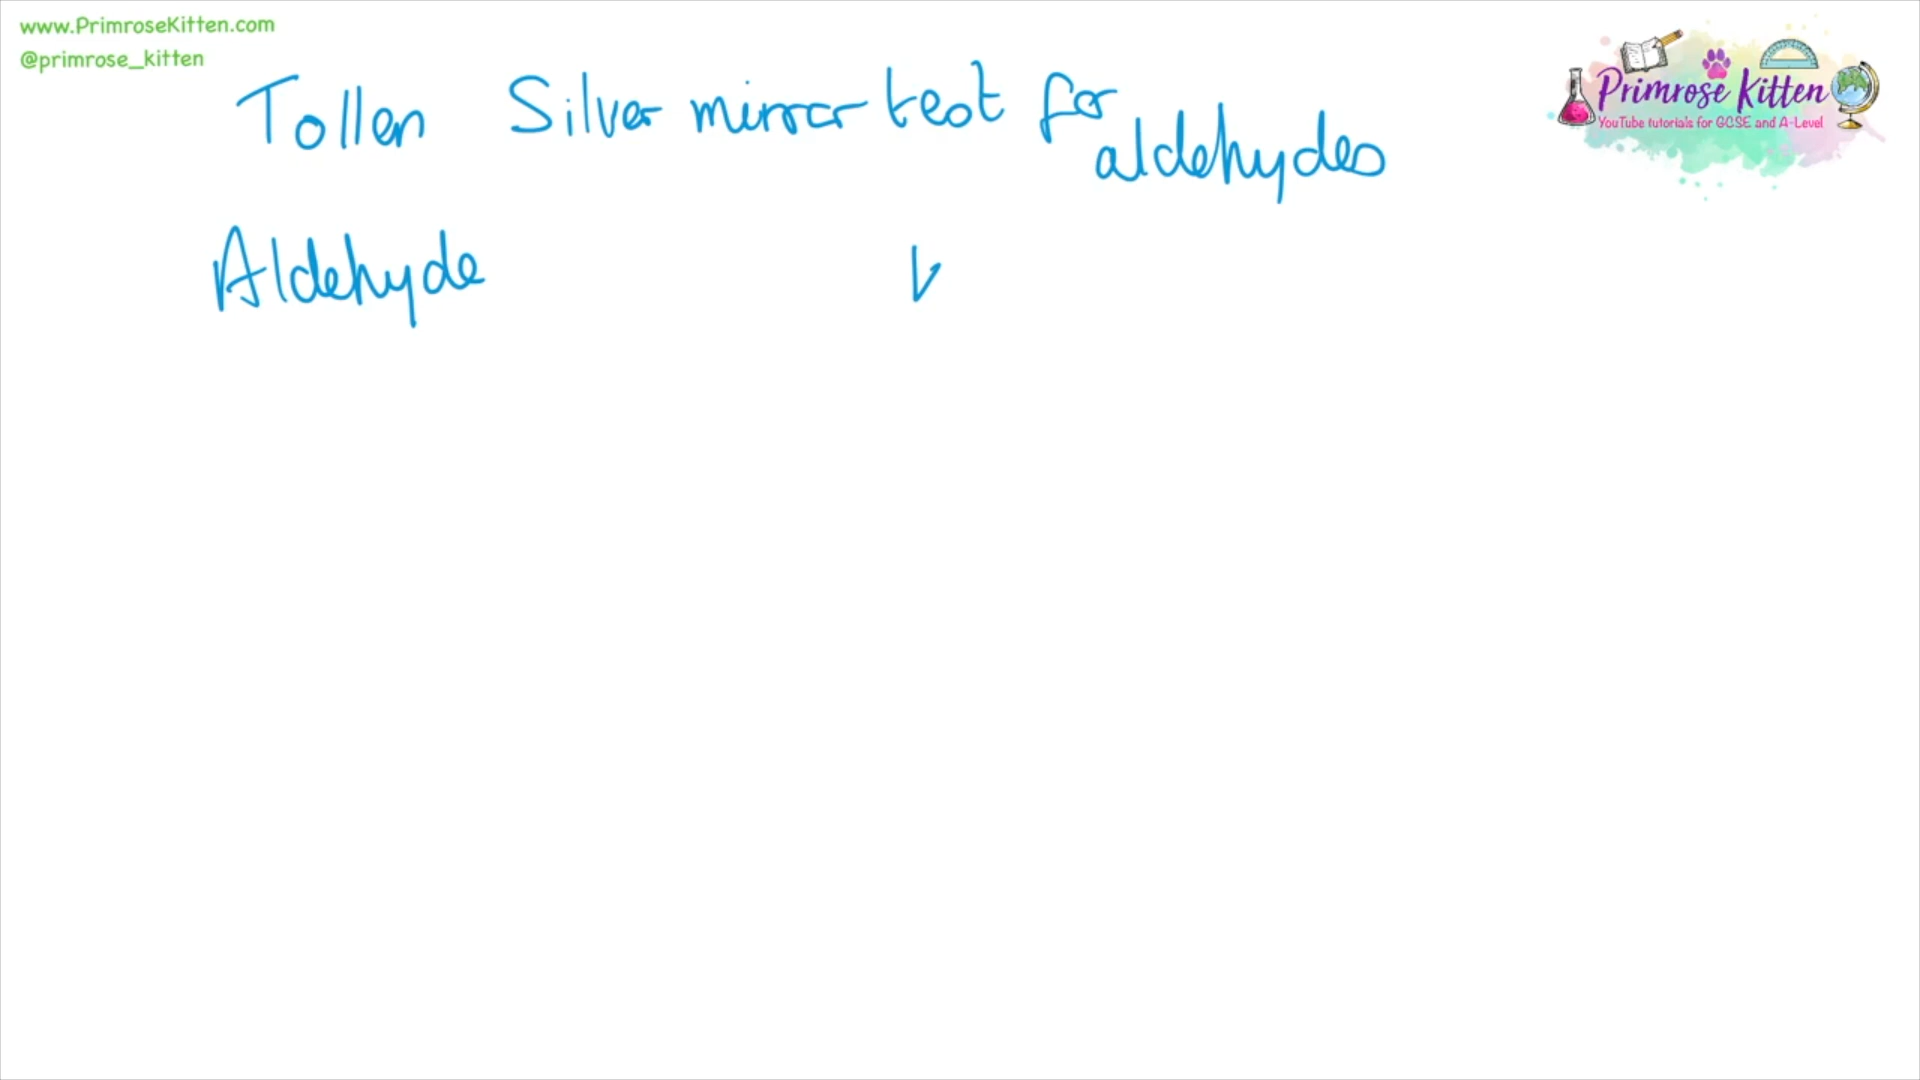 www.PrimroseKitten.com
@primrose_kitten
Primrose Kitten
YouTube tutorials for GCSE and A-Level
Tollen Silver mirror test for
aldehydes
Aldehyde